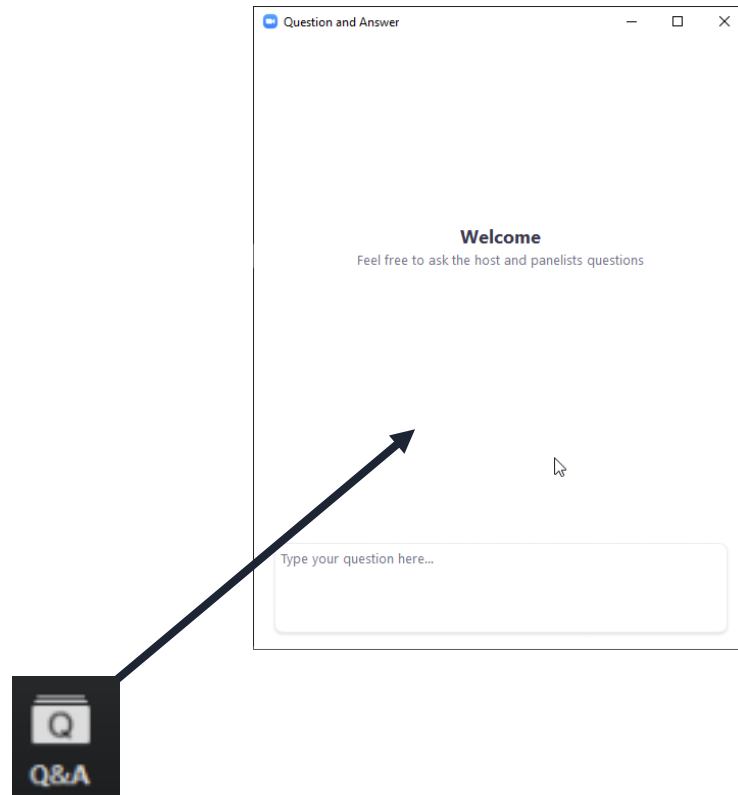 Question and Answer
Welcome
Feel free to ask the host and panelists questions
Type your question here...
Q
Q&A